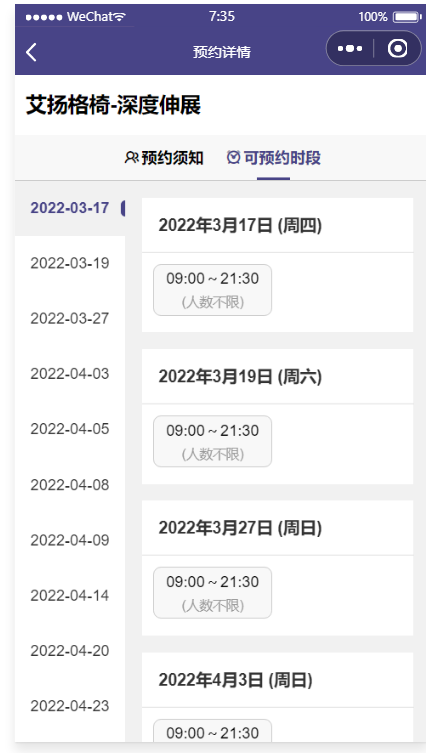 WeChat 7:35 100%
预约详情
艾扬格椅-深度伸展
预约须知 可预约时段
2022-03-17
2022-03-19
2022-03-27
2022-04-03
2022-04-05
2022-04-08
2022-04-09
2022-04-14
2022-04-20
2022-04-23
2022年3月17日 (周四)
09:00 ~ 21:30
(人数不限)
2022年3月19日 (周六)
09:00 ~ 21:30
(人数不限)
2022年3月27日 (周日)
09:00 ~ 21:30
(人数不限)
2022年4月3日 (周日)
09:00 ~ 21:30